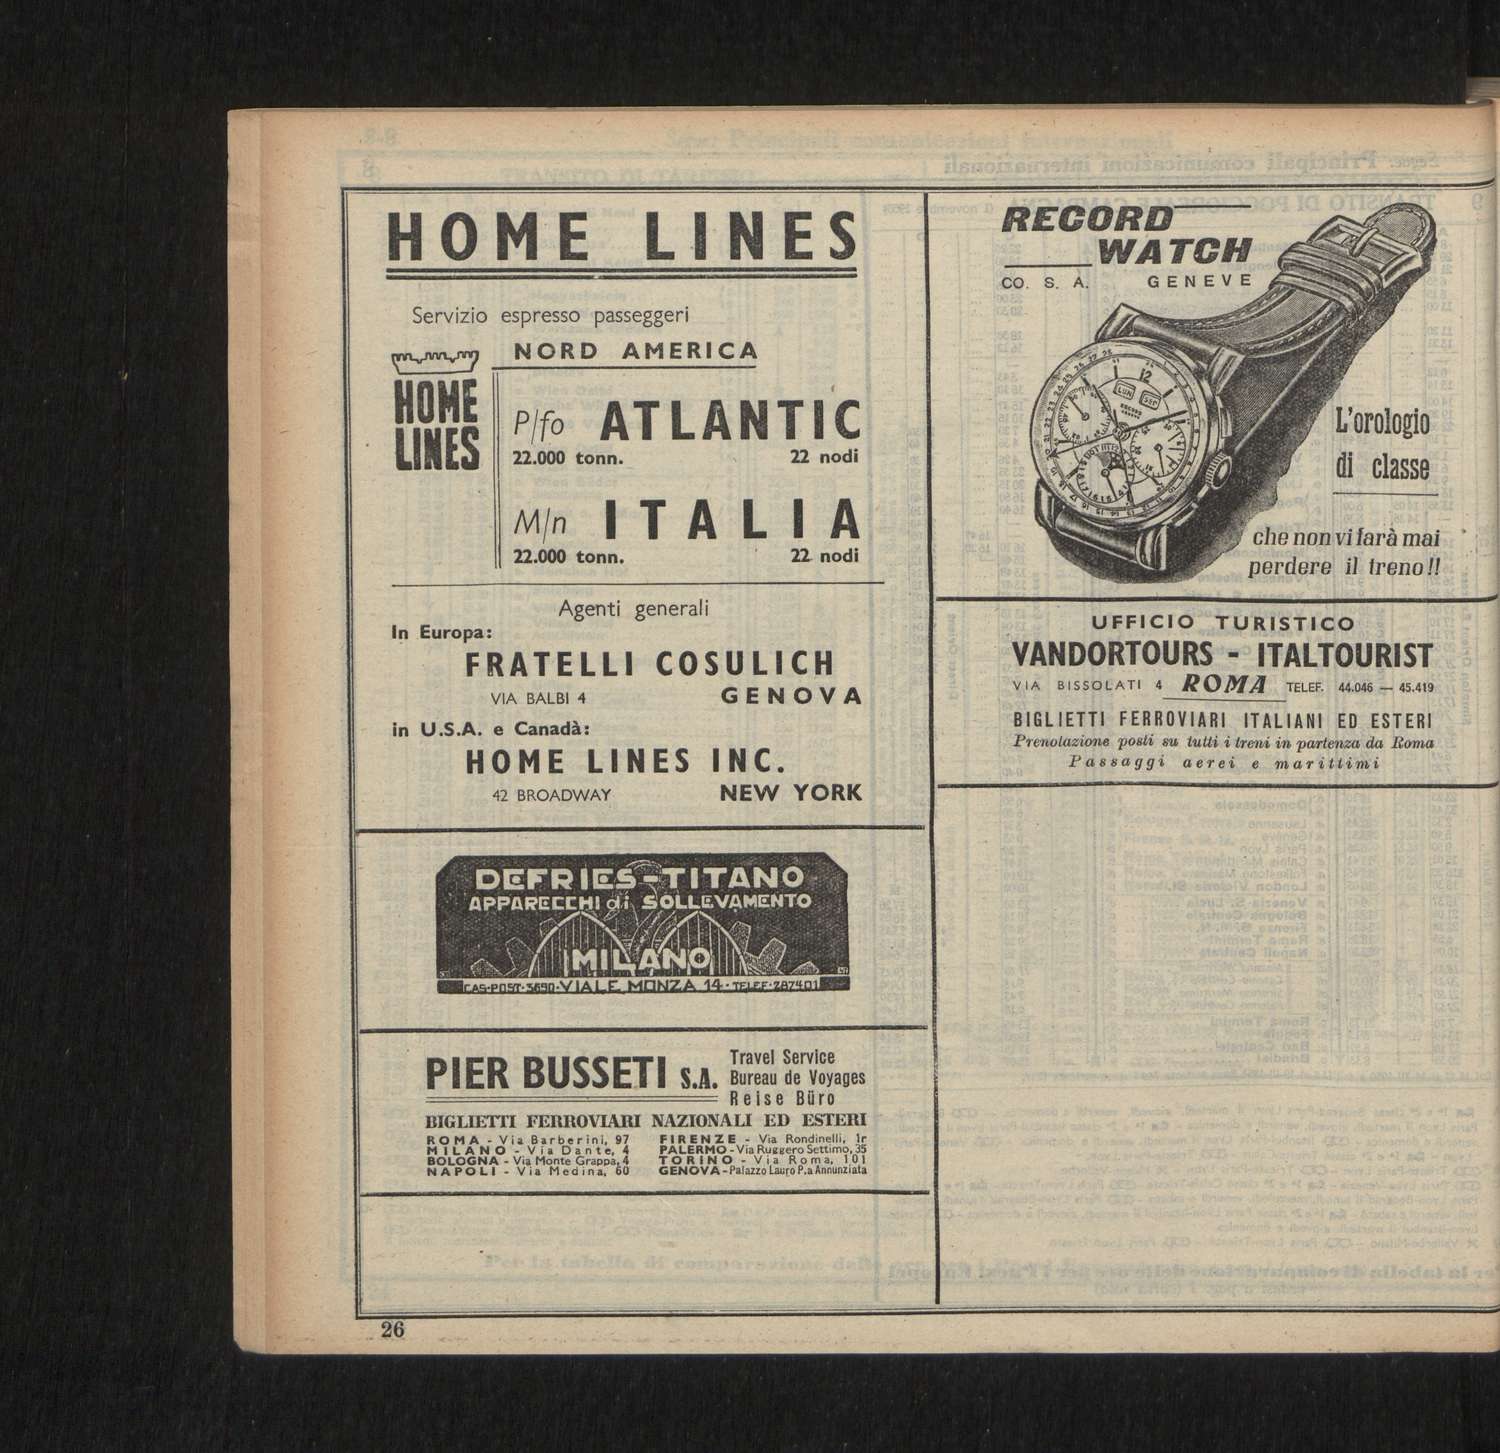 HOME LINES
Servizio espresso passeggeri
NORD AMERICA
HOME
LINES
P/fo ATLANTIC
22.000 tonn. 22 nodi
M/n ITALIA
22.000 tonn. 22 nodi
Agenti generali
In Europa:
FRATELLI COSULICH
VIA BALBI 4 GENOVA
in U.S.A. e Canadà:
HOME LINES INC.
42 BROADWAY NEW YORK
DEFRIES-TITANO
APPARECCHI di SOLLEVAMENTO
MILANO
CAS-POST-3690-VIALE MONZA 14-TELEF-287401
PIER BUSSETI S.A.
Travel Service
Bureau de Voyages
Reise Büro
BIGLIETTI FERROVIARI NAZIONALI ED ESTERI
ROMA - Via Barberini, 97
MILANO - Via Dante, 4
BOLOGNA - Via Monte Grappa, 4
NAPOLI - Via Medina, 60
FIRENZE - Via Rondinelli, 1r
PALERMO - Via Ruggero Settimo, 35
TORINO - Via Roma, 101
GENOVA - Palazzo Lauro P.a Annunziata
RECORD
WATCH
CO. S. A. GENEVE
12
LUN SEP
RECORD
L'orologio
di classe
che non vi farà mai
perdere il treno!!
UFFICIO TURISTICO
VANDORTOURS - ITALTOURIST
VIA BISSOLATI 4 ROMA TELEF. 44.046 — 45.419
BIGLIETTI FERROVIARI ITALIANI ED ESTERI
Prenotazione posti su tutti i treni in partenza da Roma
Passaggi aerei e marittimi
26